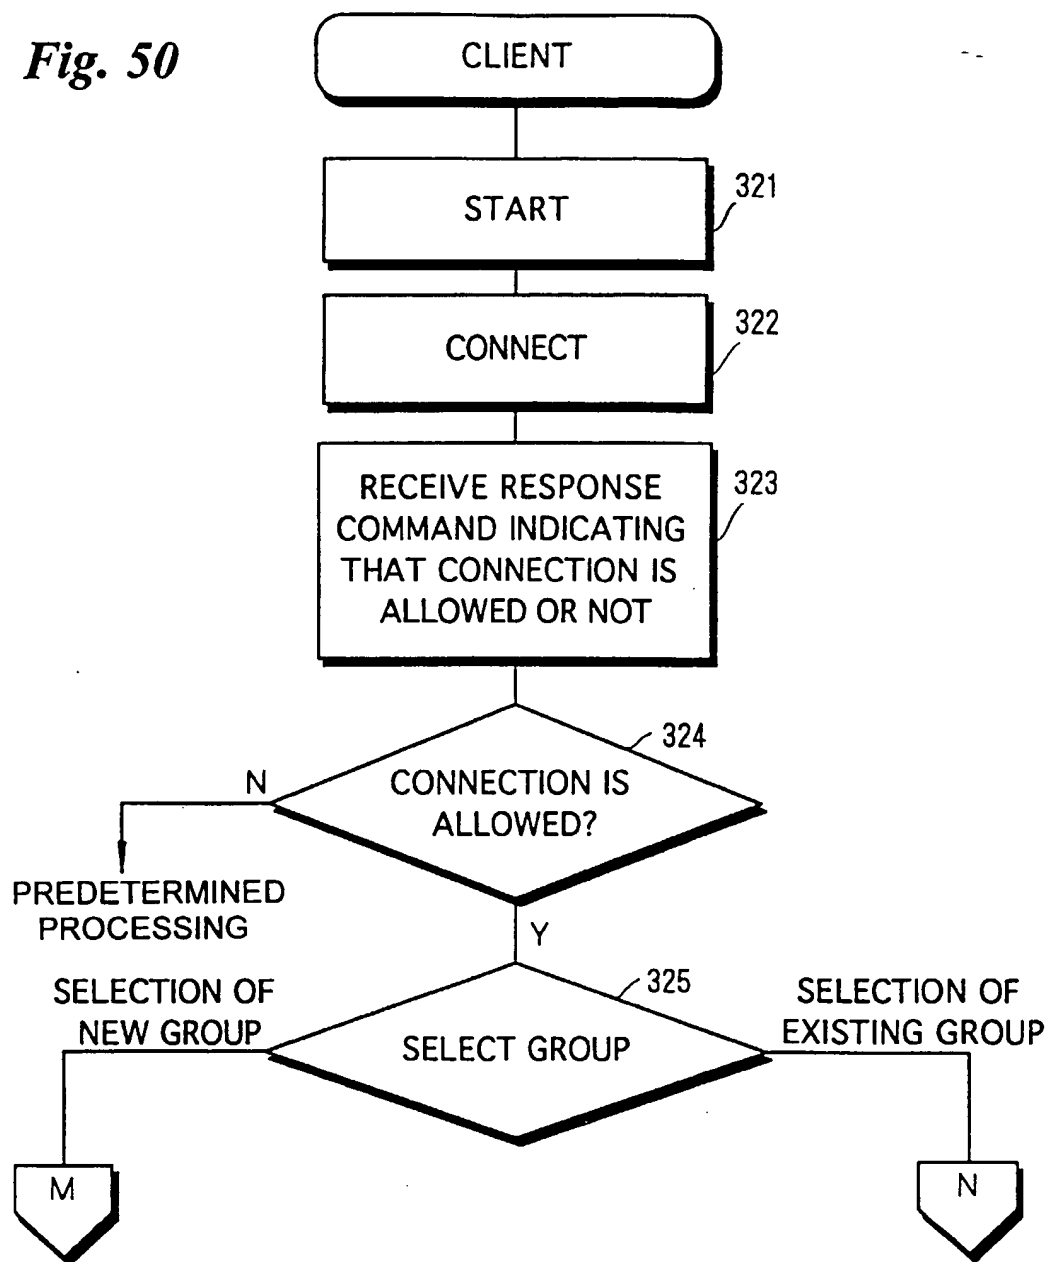 Fig. 50
CLIENT
START
321
CONNECT
322
RECEIVE RESPONSE
COMMAND INDICATING
THAT CONNECTION IS
ALLOWED OR NOT
323
324
N
CONNECTION IS
ALLOWED?
PREDETERMINED
PROCESSING
Y
325
SELECTION OF
NEW GROUP
SELECT GROUP
SELECTION OF
EXISTING GROUP
M
N